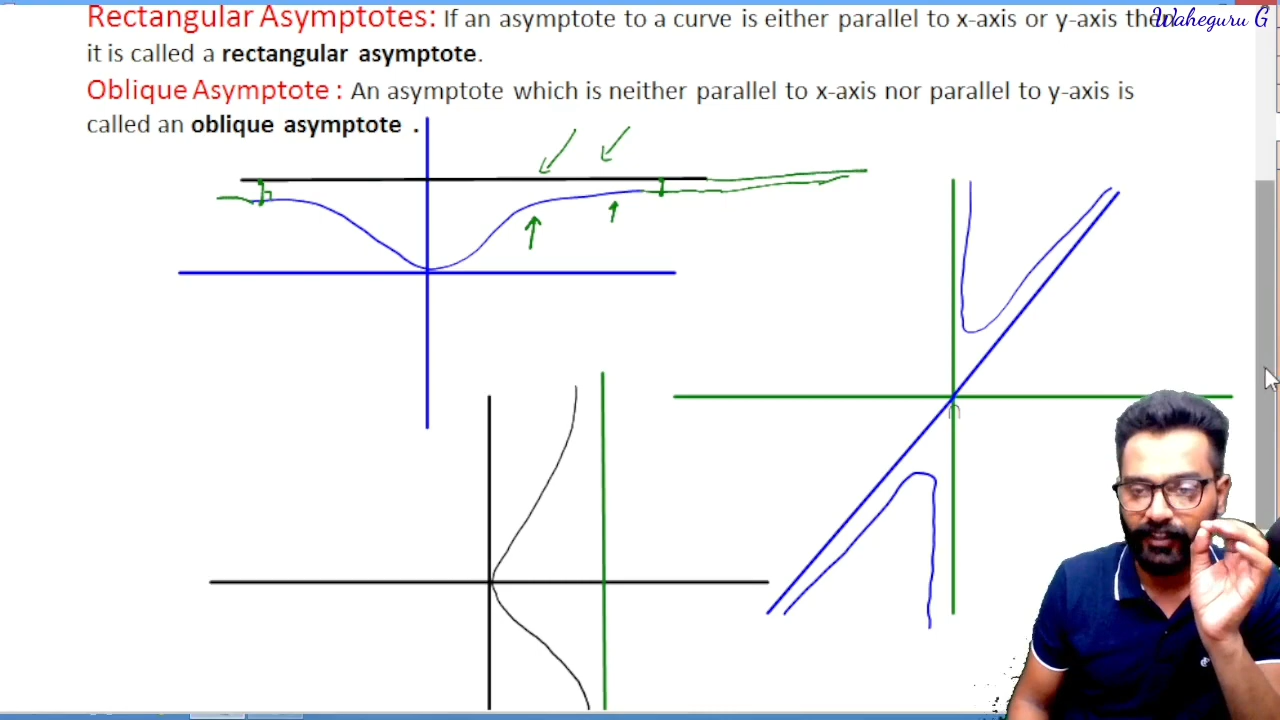 Rectangular Asymptotes: If an asymptote to a curve is either parallel to x-axis or y-axis then
Waheguru G
it is called a rectangular asymptote.
Oblique Asymptote : An asymptote which is neither parallel to x-axis nor parallel to y-axis is
called an oblique asymptote .